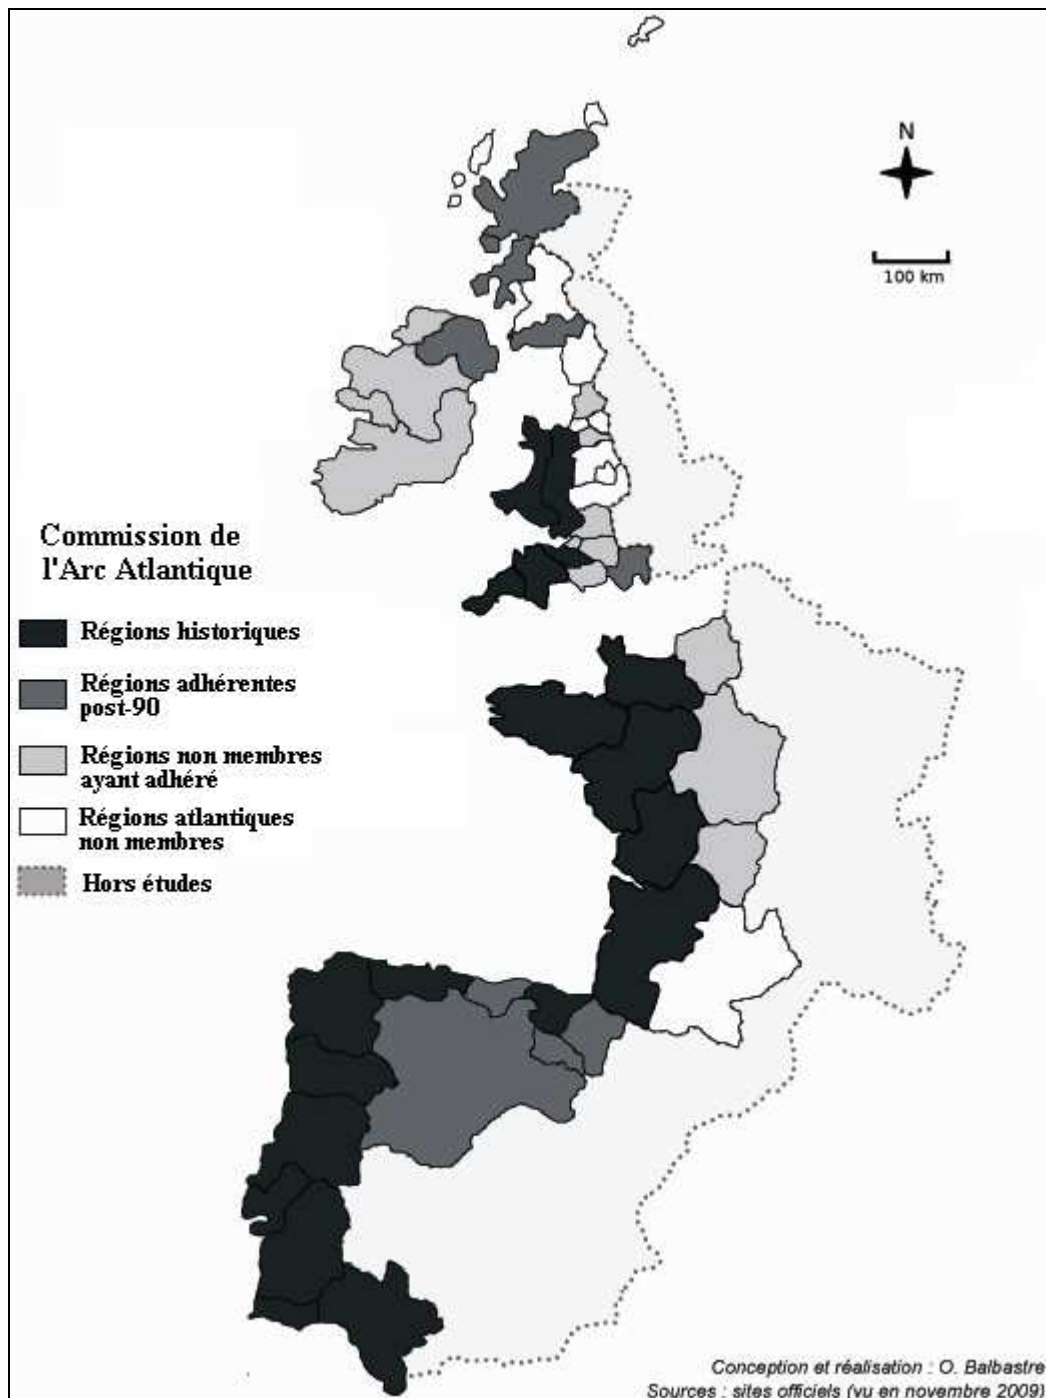 N
100 km
Commission de
l'Arc Atlantique
Régions historiques
Régions adhérentes
post-90
Régions non membres
ayant adhéré
Régions atlantiques
non membres
Hors études
Conception et réalisation : O. Balbastre
Sources : sites officiels (vu en novembre 2009)